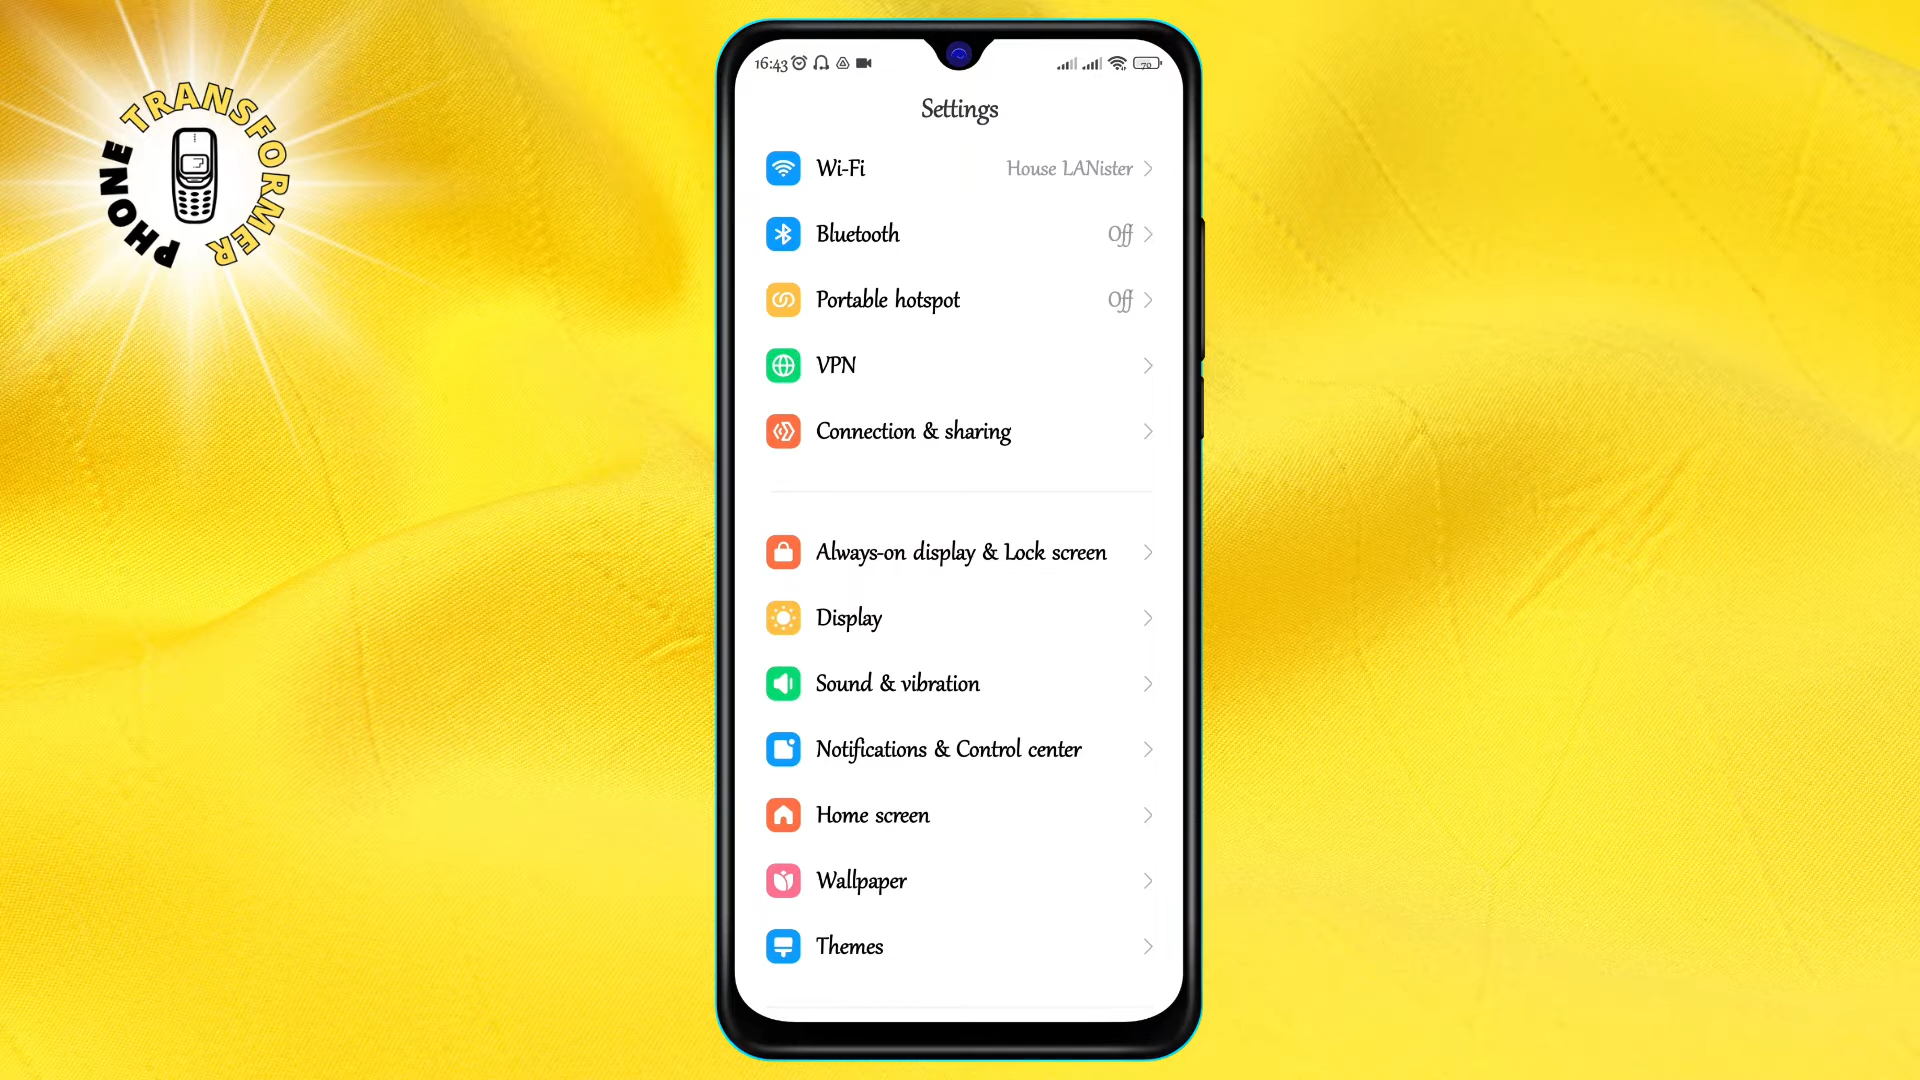 PHONE TRANSFORMER
16:43
70
Settings
Wi-Fi House LANister
Bluetooth Off
Portable hotspot Off
VPN
Connection & sharing
Always-on display & Lock screen
Display
Sound & vibration
Notifications & Control center
Home screen
Wallpaper
Themes